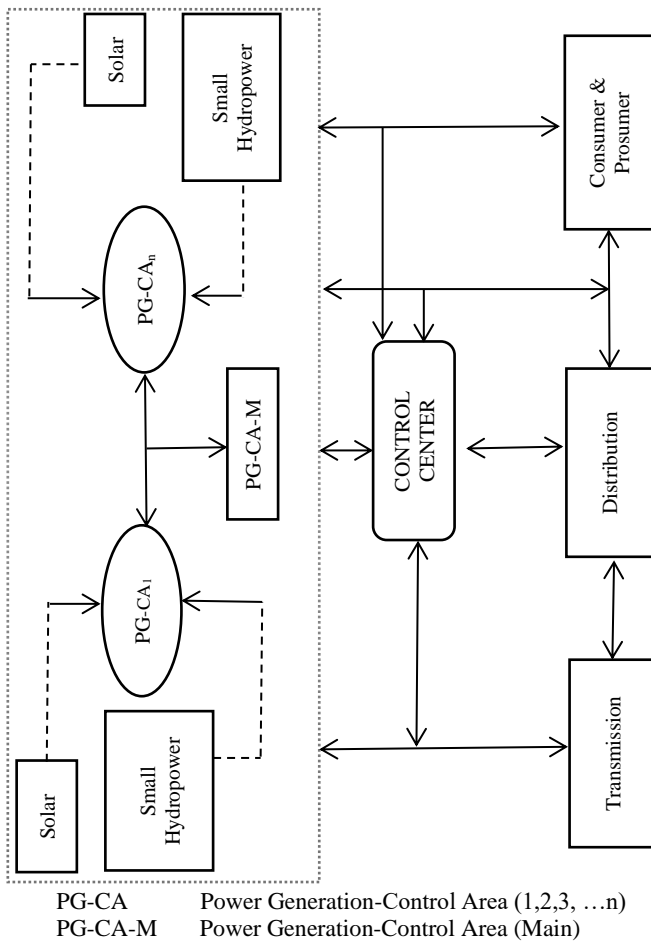 Solar
Small
Hydropower
PG-CAn
PG-CA-M
PG-CA1
Small
Hydropower
Solar
CONTROL
CENTER
Consumer &
Prosumer
Distribution
Transmission
PG-CA Power Generation-Control Area (1,2,3, …n)
PG-CA-M Power Generation-Control Area (Main)